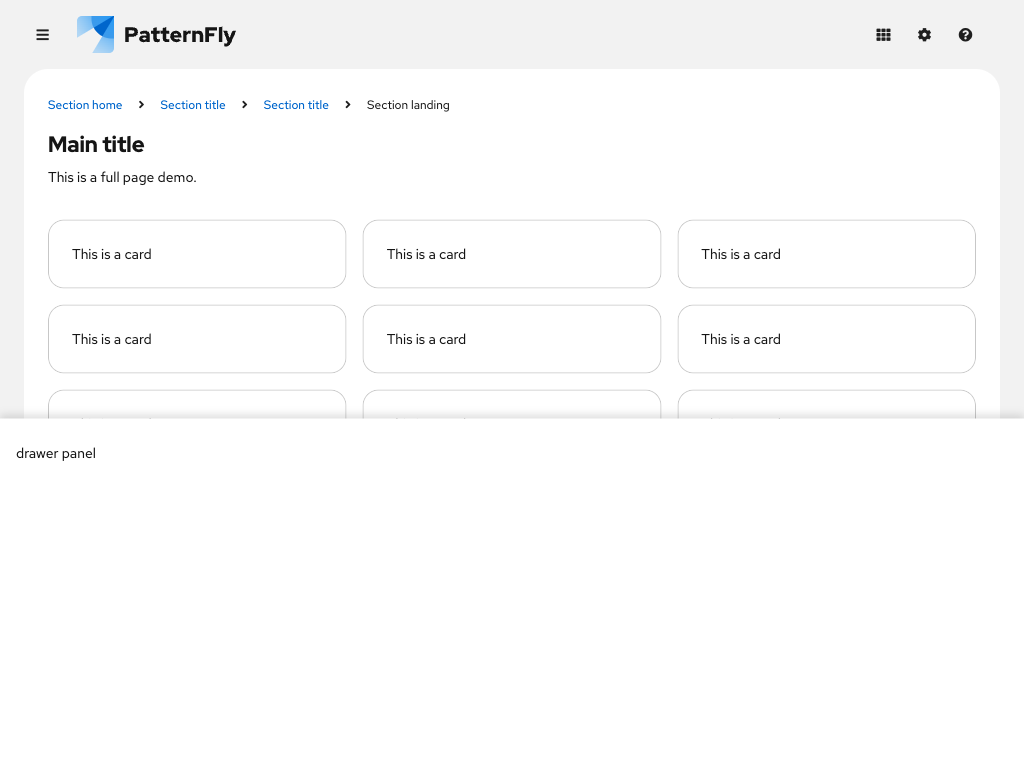 PatternFly
Section home Section title Section title Section landing
Main title
This is a full page demo.
This is a card This is a card This is a card
This is a card This is a card This is a card
drawer panel